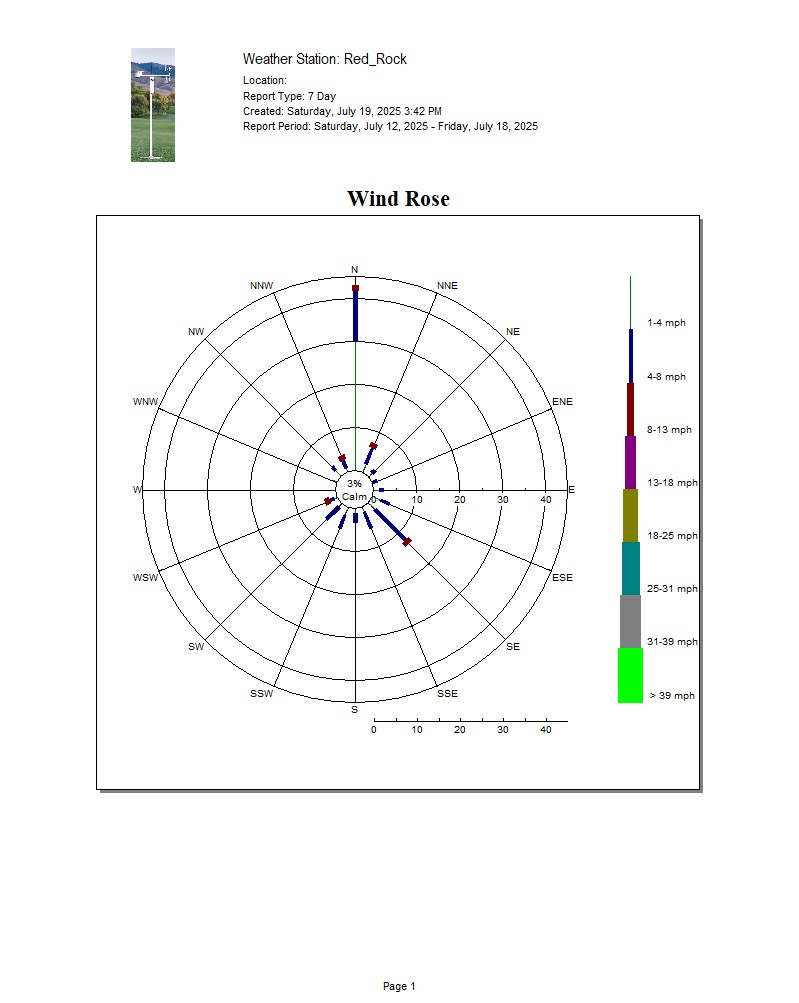 Weather Station: Red_Rock
Location:
Report Type: 7 Day
Created: Saturday, July 19, 2025 3:42 PM
Report Period: Saturday, July 12, 2025 - Friday, July 18, 2025
Wind Rose
N
NNW
NNE
NW
NE
WNW
ENE
W
E
3%
Calm
0 10 20 30 40
WSW
ESE
SW
SE
SSW
SSE
S
0 10 20 30 40
1-4 mph
4-8 mph
8-13 mph
13-18 mph
18-25 mph
25-31 mph
31-39 mph
> 39 mph
Page 1